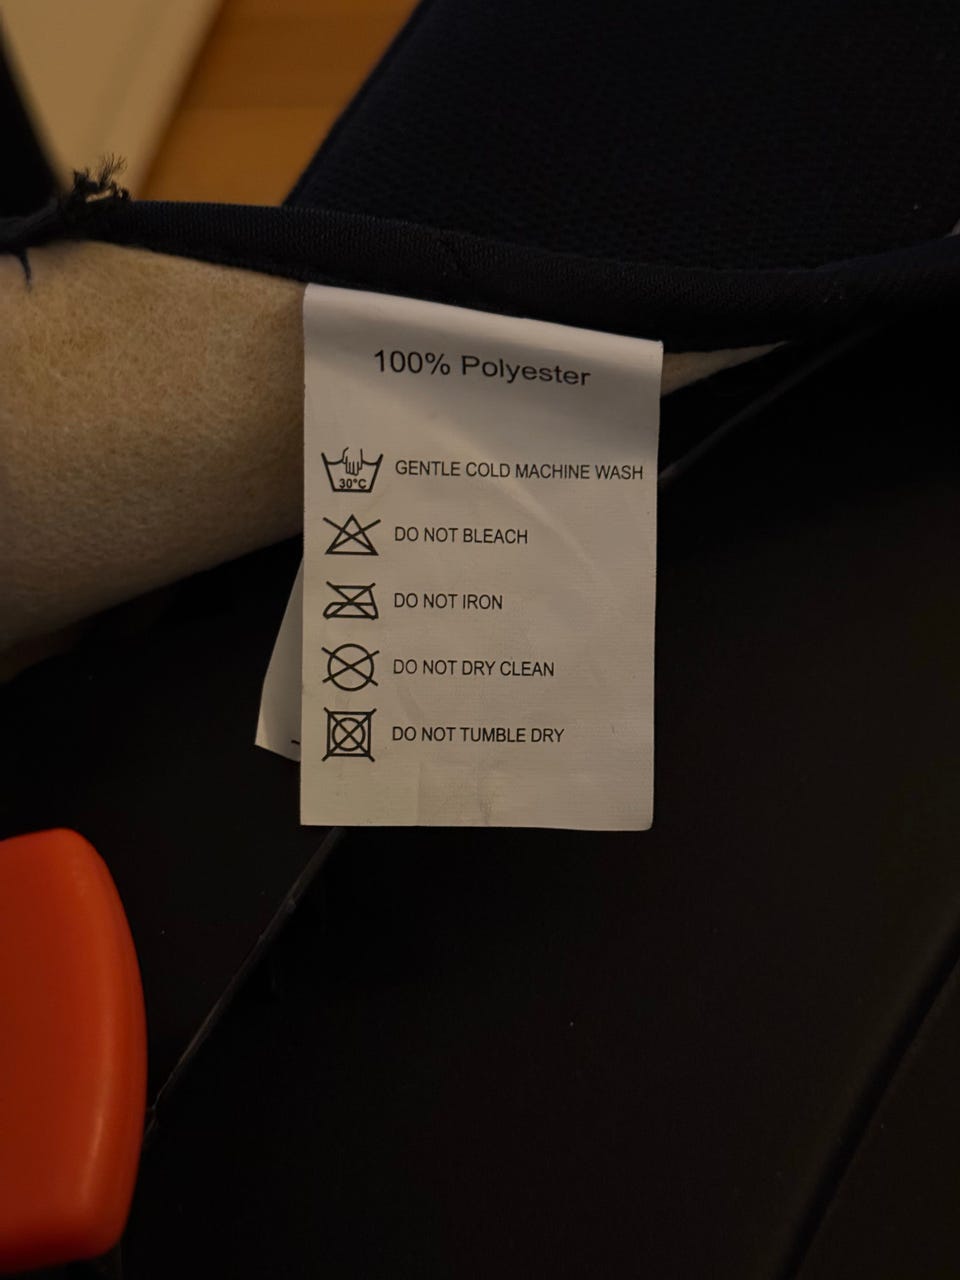 100% Polyester
30°C GENTLE COLD MACHINE WASH
DO NOT BLEACH
DO NOT IRON
DO NOT DRY CLEAN
DO NOT TUMBLE DRY